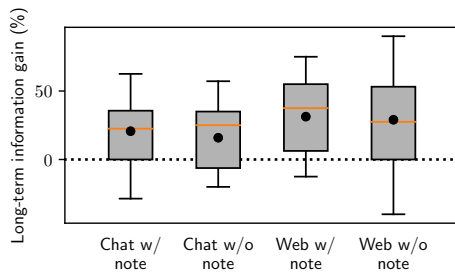 Long-term information gain (%)
50
0
Chat w/ note
Chat w/o note
Web w/ note
Web w/o note